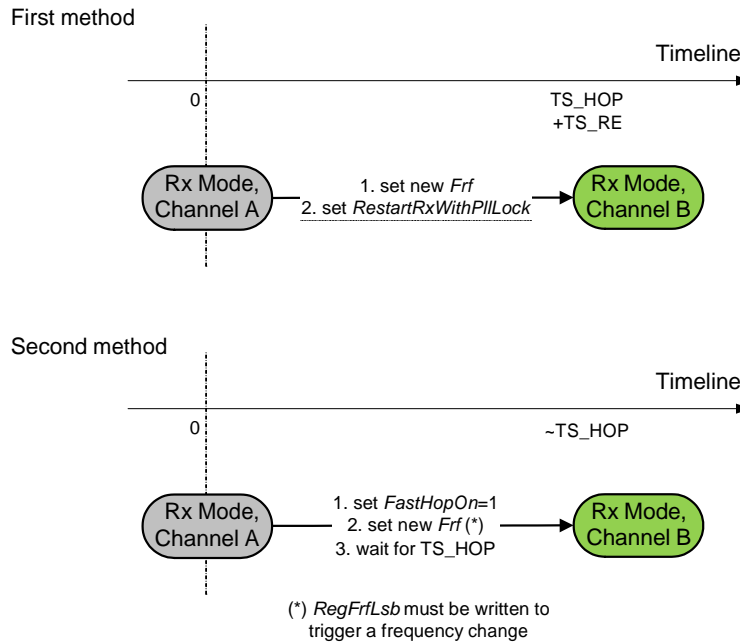 First method
Timeline
0
TS_HOP
+TS_RE
Rx Mode,
Channel A
1. set new Frf
2. set RestartRxWithPllLock
Rx Mode,
Channel B
Second method
Timeline
0
~TS_HOP
Rx Mode,
Channel A
1. set FastHopOn=1
2. set new Frf (*)
3. wait for TS_HOP
Rx Mode,
Channel B
(*) RegFrfLsb must be written to
trigger a frequency change